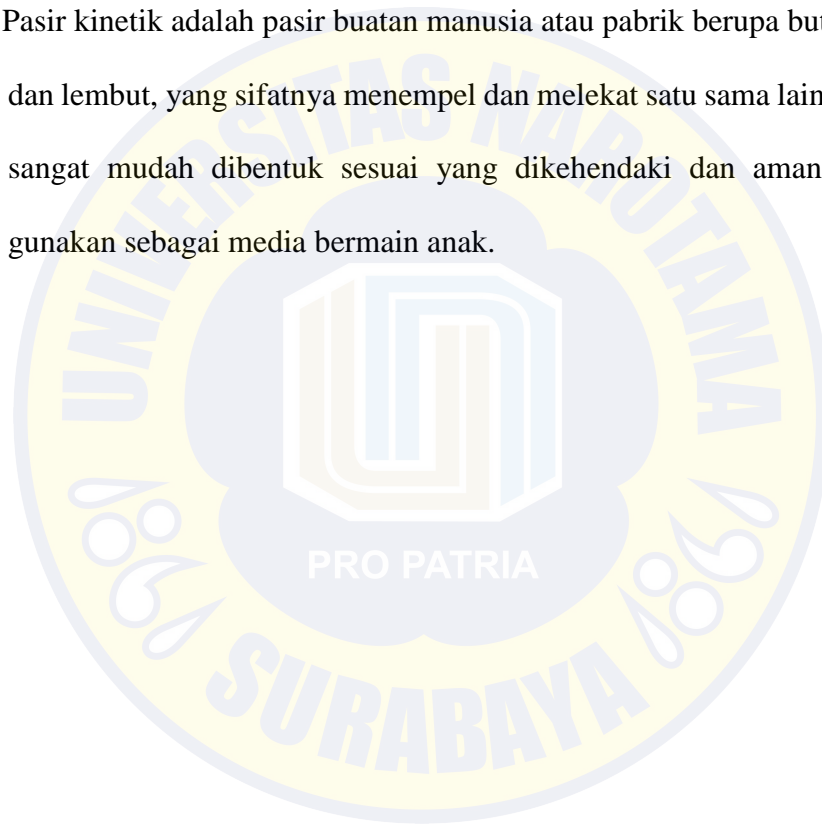 Pasir kinetik adalah pasir buatan manusia atau pabrik berupa
dan lembut, yang sifatnya menempel dan melekat satu sama lain
sangat mudah dibentuk sesuai yang dikehendaki dan aman
gunakan sebagai media bermain anak.
UNIVERSITAS NAROTAMA
PRO PATRIA
SURABAYA